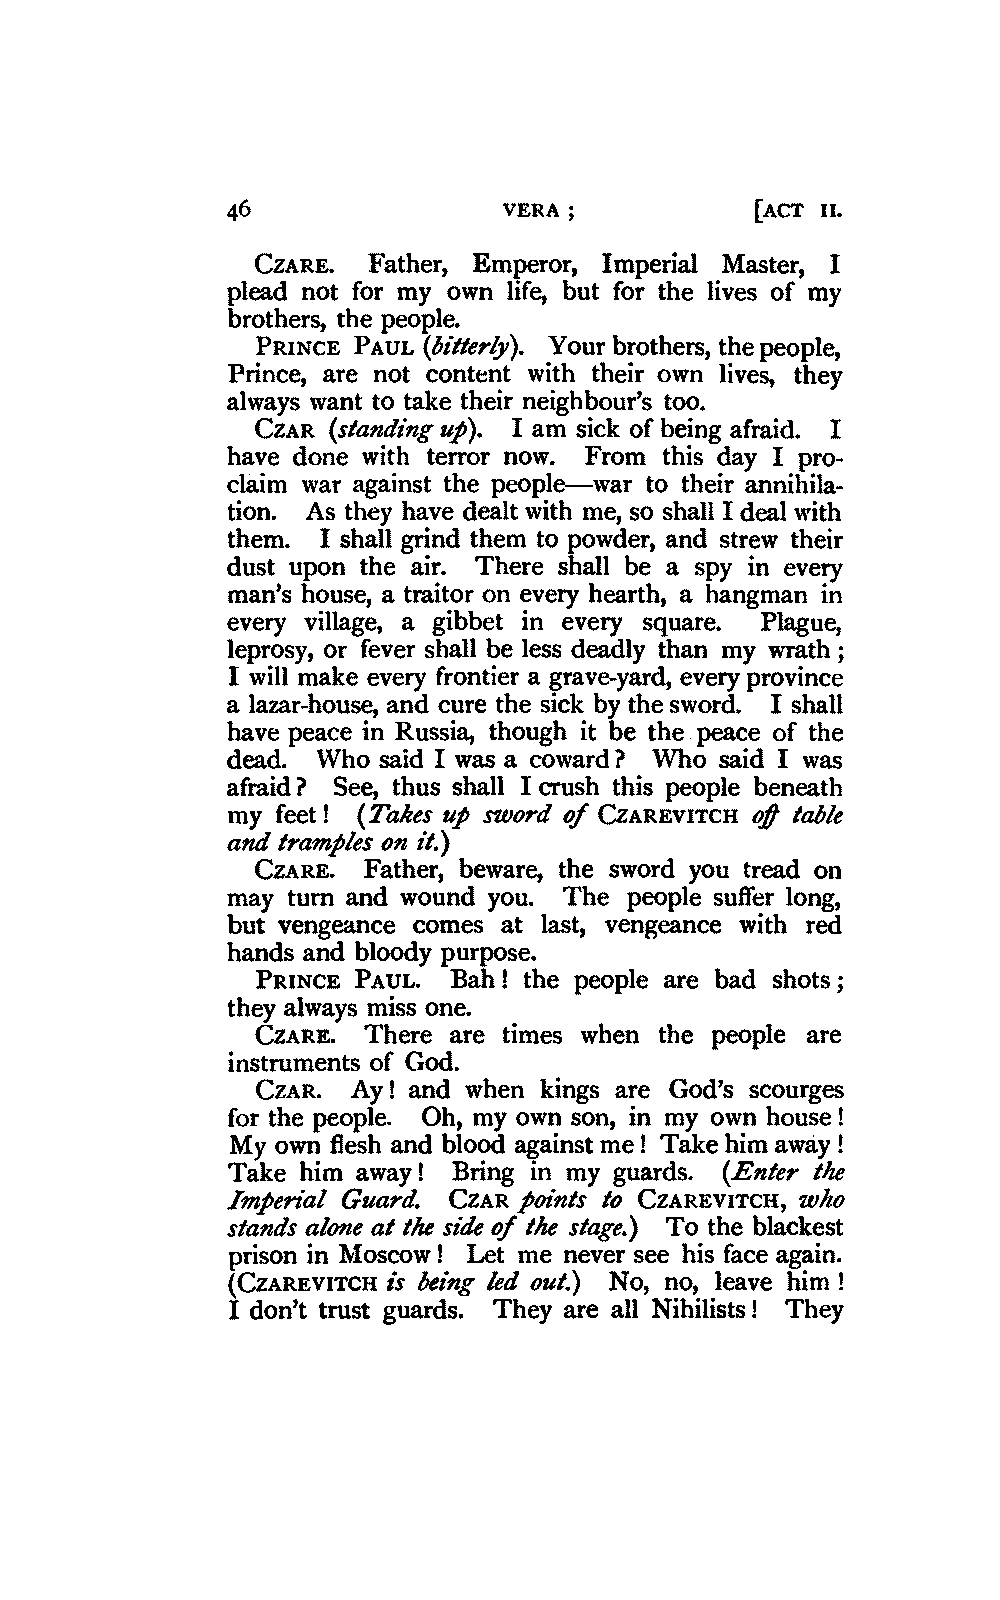 46 VERA ; [ACT II.
CZARE. Father, Emperor, Imperial Master, I
plead not for my own life, but for the lives of my
brothers, the people.
PRINCE PAUL (bitterly). Your brothers, the people,
Prince, are not content with their own lives, they
always want to take their neighbour's too.
CZAR (standing up). I am sick of being afraid. I
have done with terror now. From this day I pro-
claim war against the people—war to their annihila-
tion. As they have dealt with me, so shall I deal with
them. I shall grind them to powder, and strew their
dust upon the air. There shall be a spy in every
man's house, a traitor on every hearth, a hangman in
every village, a gibbet in every square. Plague,
leprosy, or fever shall be less deadly than my wrath ;
I will make every frontier a grave-yard, every province
a lazar-house, and cure the sick by the sword. I shall
have peace in Russia, though it be the peace of the
dead. Who said I was a coward? Who said I was
afraid? See, thus shall I crush this people beneath
my feet! (Takes up sword of CZAREVITCH off table
and tramples on it.)
CZARE. Father, beware, the sword you tread on
may turn and wound you. The people suffer long,
but vengeance comes at last, vengeance with red
hands and bloody purpose.
PRINCE PAUL. Bah! the people are bad shots;
they always miss one.
CZARE. There are times when the people are
instruments of God.
CZAR. Ay! and when kings are God's scourges
for the people. Oh, my own son, in my own house!
My own flesh and blood against me! Take him away!
Take him away! Bring in my guards. (Enter the
Imperial Guard. CZAR points to CZAREVITCH, who
stands alone at the side of the stage.) To the blackest
prison in Moscow! Let me never see his face again.
(CZAREVITCH is being led out.) No, no, leave him!
I don't trust guards. They are all Nihilists! They